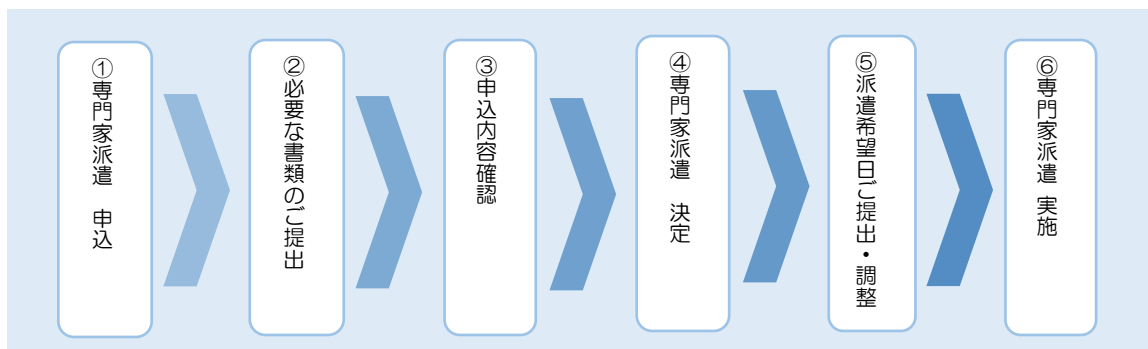 ①専門家派遣　申込
②必要な書類のご提出
③申込内容確認
④専門家派遣　決定
⑤派遣希望日ご提出・調整
⑥専門家派遣 実施